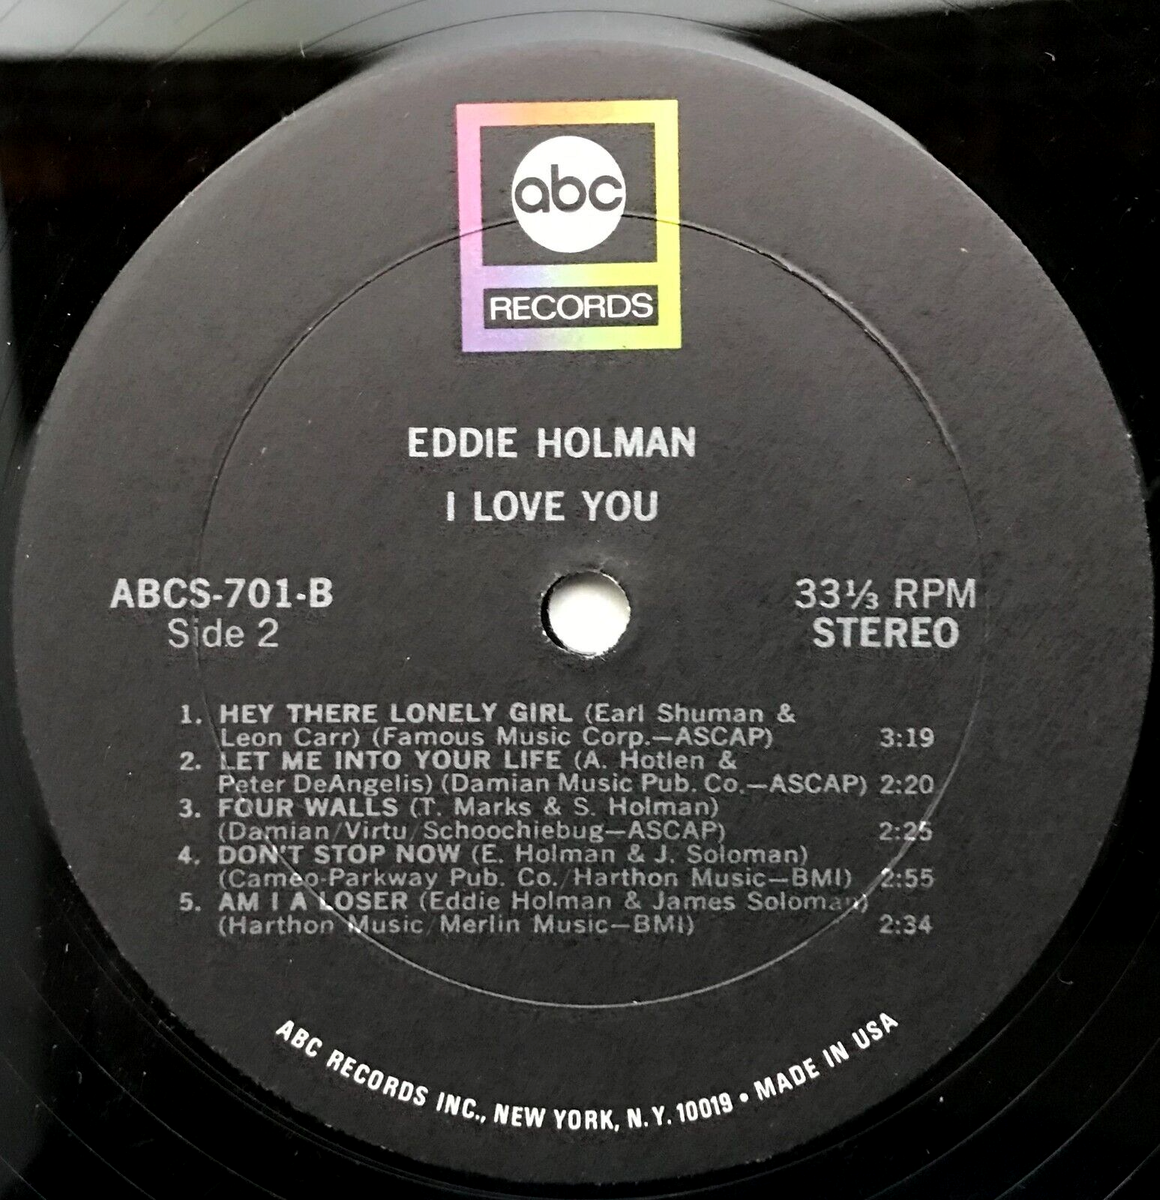 abc
RECORDS
EDDIE HOLMAN
I LOVE YOU
ABCS-701-B
Side 2
33⅓ RPM
STEREO
1. HEY THERE LONELY GIRL (Earl Shuman &
Leon Carr) (Famous Music Corp.—ASCAP) 3:19
2. LET ME INTO YOUR LIFE (A. Hotlen &
Peter DeAngelis) (Damian Music Pub. Co.—ASCAP) 2:20
3. FOUR WALLS (T. Marks & S. Holman)
(Damian/Virtu/Schoochiebug—ASCAP) 2:25
4. DON'T STOP NOW (E. Holman & J. Soloman)
(Cameo-Parkway Pub. Co./Harthon Music—BMI) 2:55
5. AM I A LOSER (Eddie Holman & James Soloman)
(Harthon Music/Merlin Music—BMI) 2:34
ABC RECORDS INC., NEW YORK, N.Y. 10019 • MADE IN USA